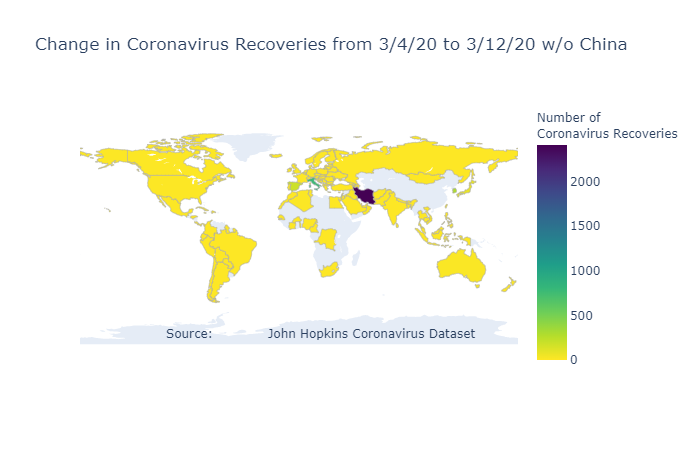 Change in Coronavirus Recoveries from 3/4/20 to 3/12/20 w/o China
Number of
Coronavirus Recoveries
2000
1500
1000
500
0
Source: John Hopkins Coronavirus Dataset